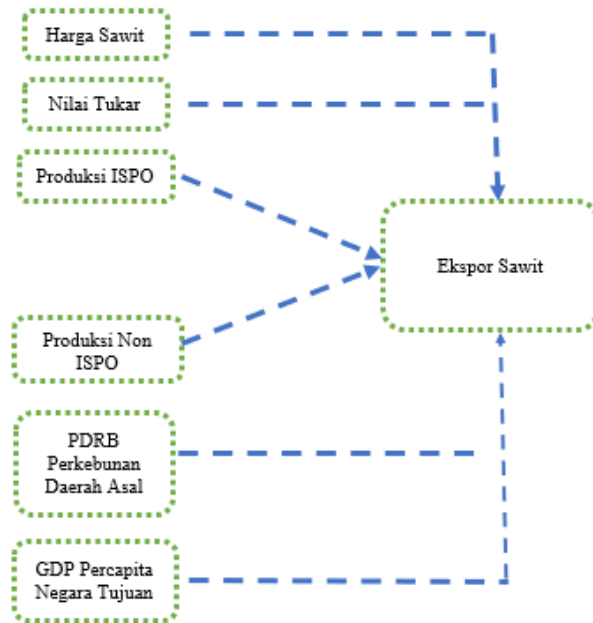 Harga Sawit
Nilai Tukar
Produksi ISPO
Ekspor Sawit
Produksi Non
ISPO
PDRB
Perkebunan
Daerah Asal
GDP Percapita
Negara Tujuan